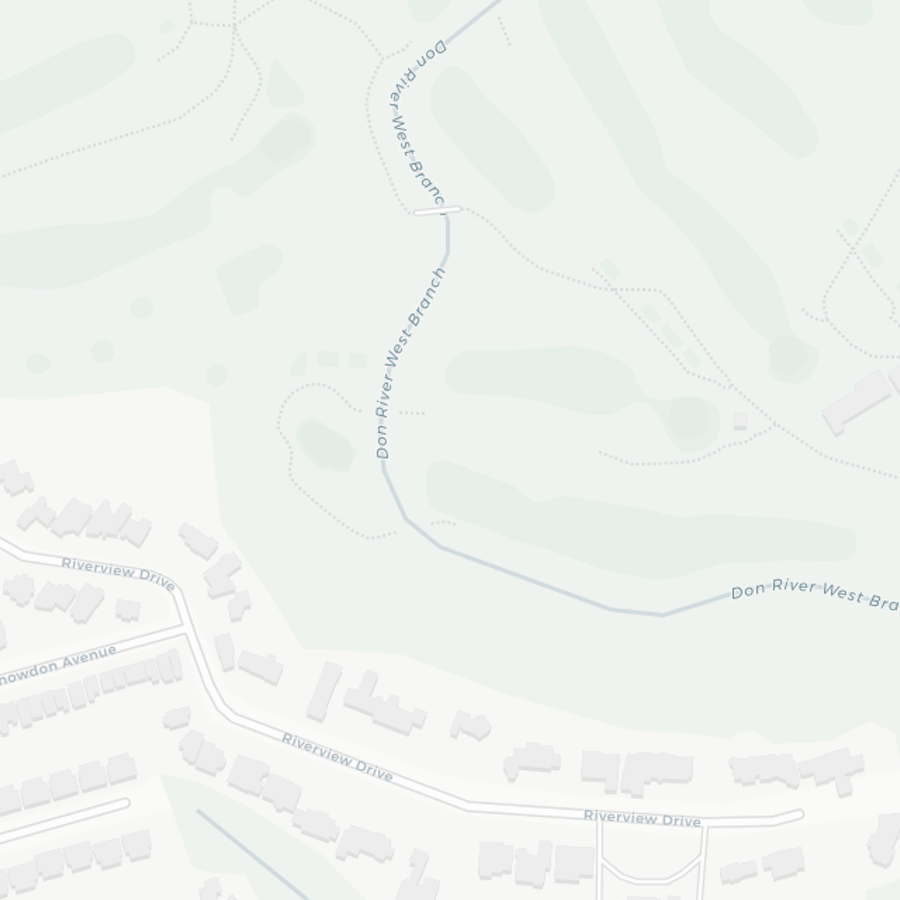 Don River West Branc
Don River West Branch
Riverview Drive
Don River West Bra
nowdon Avenue
Riverview Drive
Riverview Drive